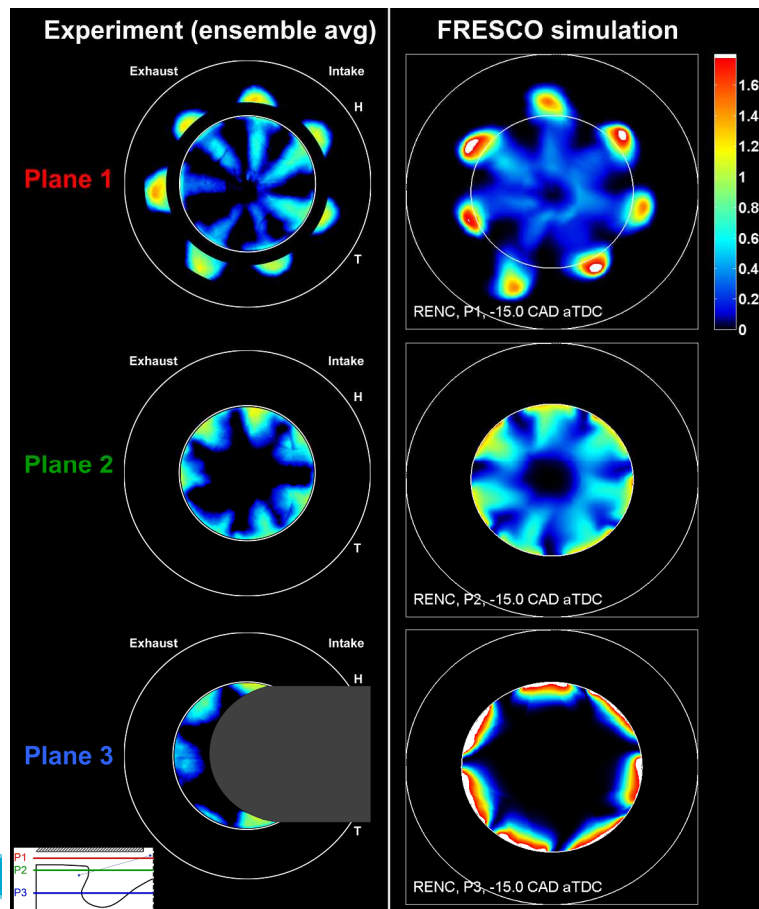 Experiment (ensemble avg)
FRESCO simulation
Exhaust
Intake
H
T
Plane 1
RENC, P1, -15.0 CAD aTDC
1.6
1.4
1.2
1
0.8
0.6
0.4
0.2
0
Exhaust
Intake
H
T
Plane 2
RENC, P2, -15.0 CAD aTDC
Exhaust
Intake
H
T
Plane 3
RENC, P3, -15.0 CAD aTDC
P1
P2
P3